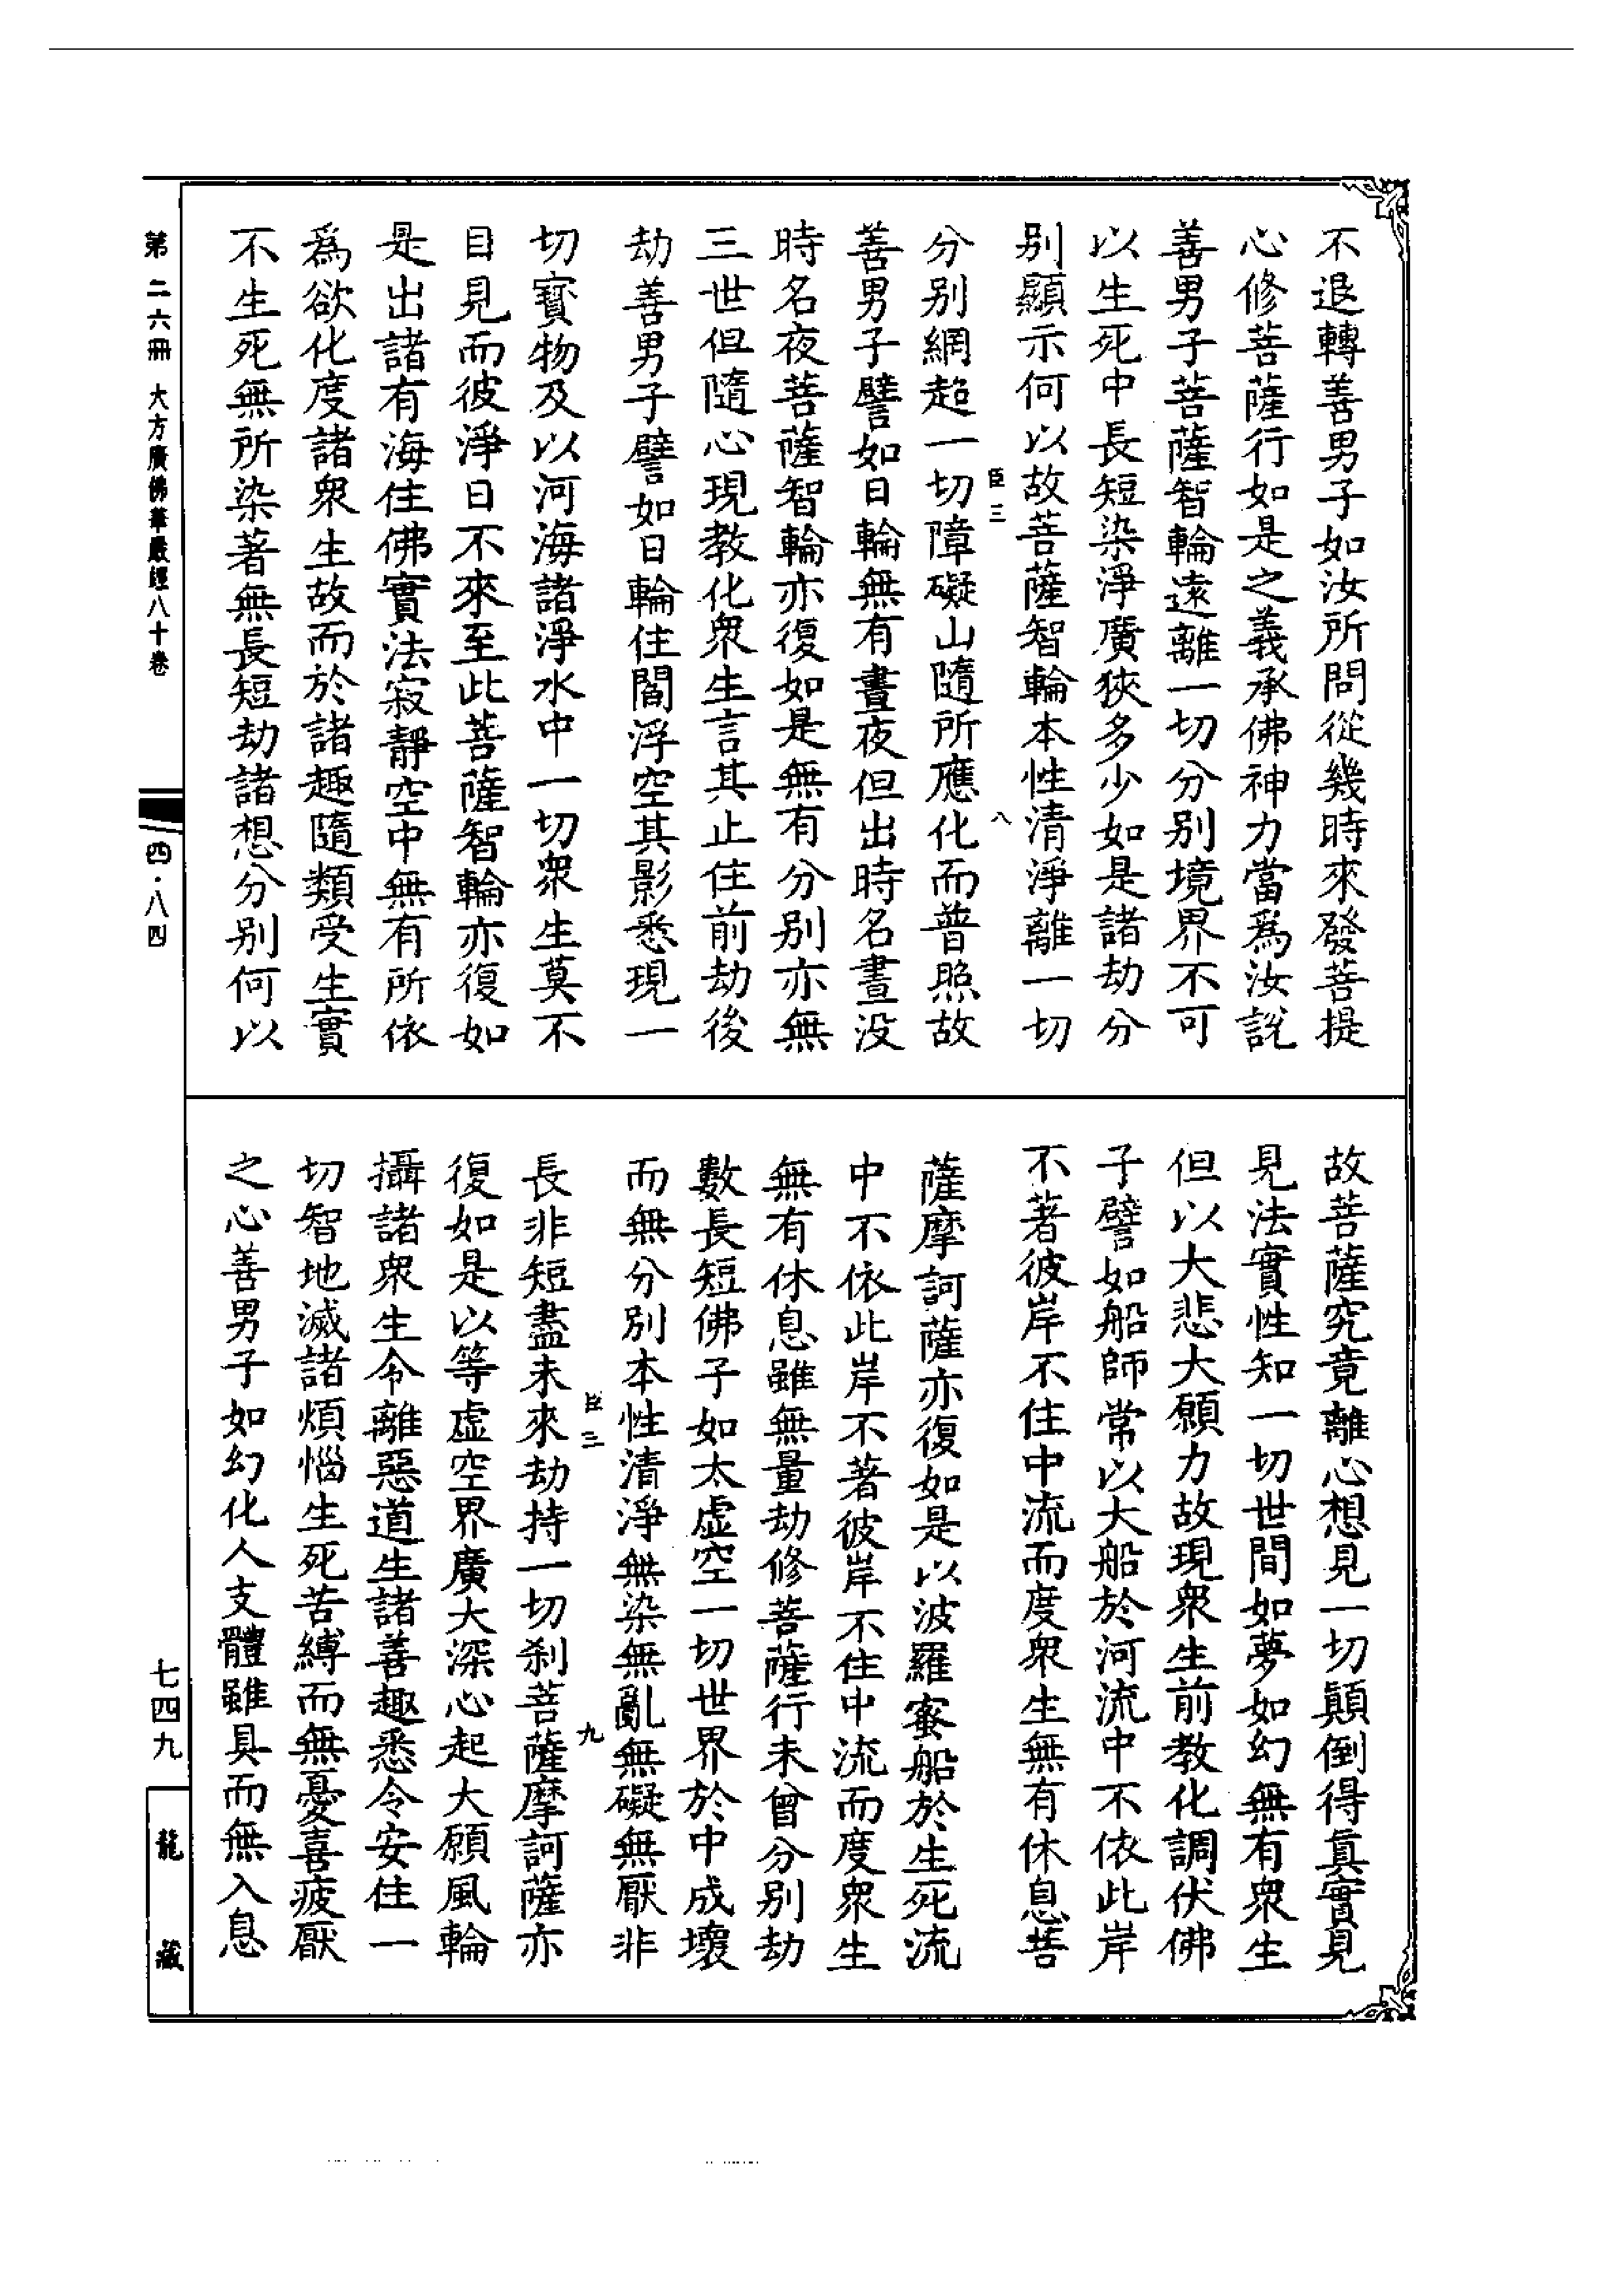 不退轉善男子如汝所問從幾時來發菩提
心修菩薩行如是之義承佛神力當爲汝說
善男子菩薩智輪遠離一切分別境界不可
以生死中長短染淨廣狹多少如是諸劫分
別顯示何以故菩薩智輪本性清淨離一切
臣三
八
分別網超一切障礙山隨所應化而普照故
善男子譬如日輪無有晝夜但出時名晝没
時名夜菩薩智輪亦復如是無有分別亦無
三世但隨心現教化衆生言其止住前劫後
劫善男子譬如日輪住閻浮空其影悉現一
切寳物及以河海諸淨水中一切衆生莫不
目見而彼淨日不來至此菩薩智輪亦復如
是出諸有海住佛實法寂靜空中無有所依
爲欲化度諸衆生故而於諸趣隨類受生實
不生死無所染著無長短劫諸想分別何以
故菩薩究竟離心想見一切顛倒得眞實見
見法實性知一切世間如夢如幻無有衆生
但以大悲大願力故現衆生前教化調伏佛
子譬如船師常以大船於河流中不依此岸
不著彼岸不住中流而度衆生無有休息菩
薩摩訶薩亦復如是以波羅蜜船於生死流
中不依此岸不著彼岸不住中流而度衆生
無有休息雖無量劫修菩薩行未曾分別劫
數長短佛子如太虛空一切世界於中成壞
而無分別本性清淨無染無亂無礙無厭非
臣三
九
長非短盡未來劫持一切刹菩薩摩訶薩亦
復如是以等虛空界廣大深心起大願風輪
攝諸衆生令離惡道生諸善趣悉令安住一
切智地滅諸煩惱生死苦縛而無憂喜疲厭
之心善男子如幻化人支體雖具而無入息
第二六冊 大方廣佛華嚴經八十卷
四·八四
七四九
龍藏